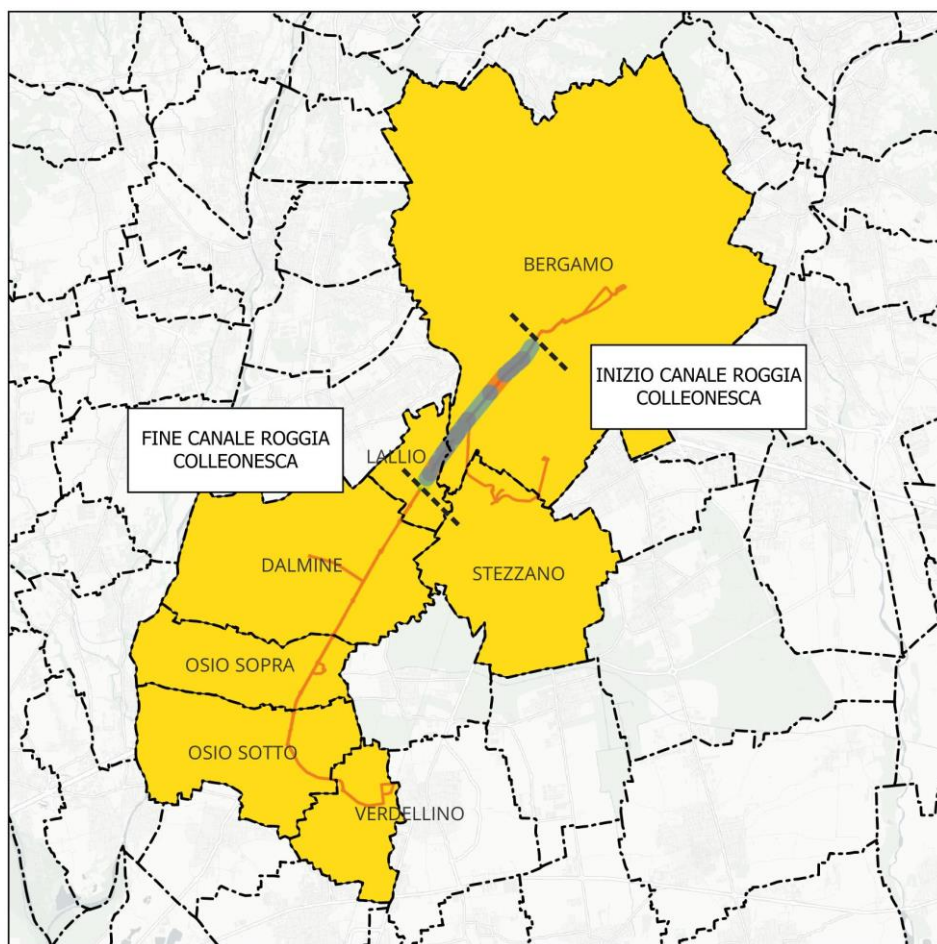 BERGAMO
INIZIO CANALE ROGGIA
COLLEONESCA
FINE CANALE ROGGIA
COLLEONESCA
LALLIO
DALMINE
STEZZANO
OSIO SOPRA
OSIO SOTTO
VERDELLINO